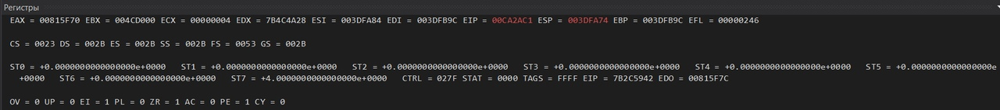 Регистры
EAX = 00815F70 EBX = 004CD000 ECX = 00000004 EDX = 7B4C4A28 ESI = 003DFA84 EDI = 003DFB9C EIP = 00CA2AC1 ESP = 003DFA74 EBP = 003DFB9C EFL = 00000246
CS = 0023 DS = 002B ES = 002B SS = 002B FS = 0053 GS = 002B
ST0 = +0.0000000000000000e+0000 ST1 = +0.0000000000000000e+0000 ST2 = +0.0000000000000000e+0000 ST3 = +0.0000000000000000e+0000 ST4 = +0.0000000000000000e+0000 ST5 = +0.0000000000000000e
+0000 ST6 = +0.0000000000000000e+0000 ST7 = +4.0000000000000000e+0000 CTRL = 027F STAT = 0000 TAGS = FFFF EIP = 7B2C5942 EDO = 00815F7C
OV = 0 UP = 0 EI = 1 PL = 0 ZR = 1 AC = 0 PE = 1 CY = 0